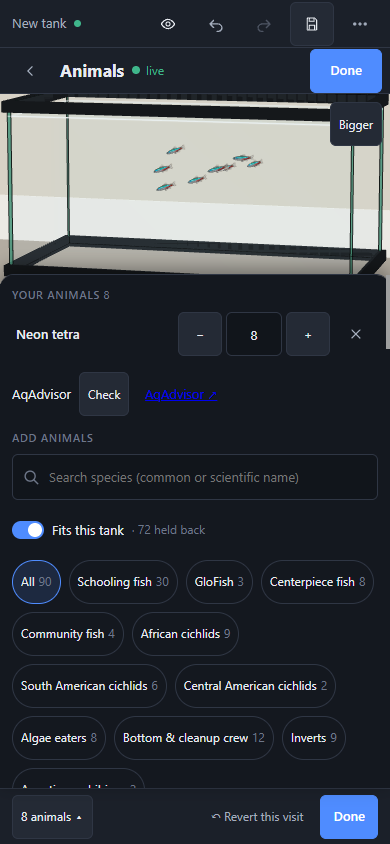 New tank
Animals live Done
Bigger
YOUR ANIMALS 8
Neon tetra − 8 + ×
AqAdvisor Check AqAdvisor ↗
ADD ANIMALS
Search species (common or scientific name)
Fits this tank · 72 held back
All 90 Schooling fish 30 GloFish 3 Centerpiece fish 8
Community fish 4 African cichlids 9
South American cichlids 6 Central American cichlids 2
Algae eaters 8 Bottom & cleanup crew 12 Inverts 9
8 animals ▴ ↶ Revert this visit Done